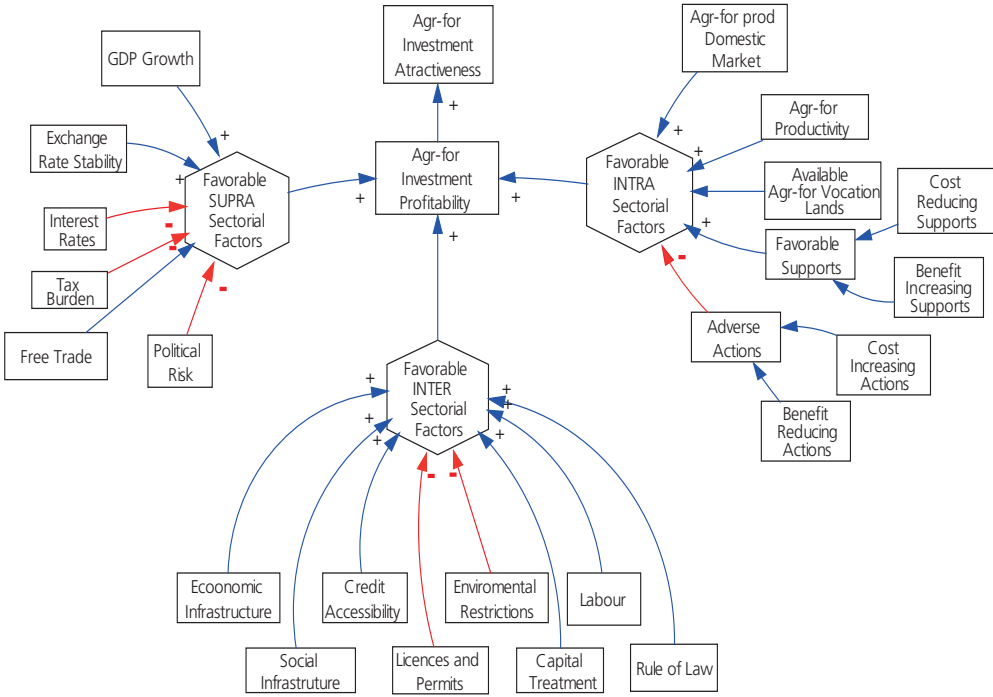 Agr-for
Investment
Atractiveness
Agr-for prod
Domestic
Market
GDP Growth
+
+
Exchange
Rate Stability
+
Agr-for
Productivity
+
+
Favorable
SUPRA
Sectorial
Factors
+
Agr-for
Investment
Profitability
+
+
Favorable
INTRA
Sectorial
Factors
+
Available
Agr-for Vocation
Lands
Cost
Reducing
Supports
Interest
Rates
-
-
+
Favorable
Supports
-
Benefit
Increasing
Supports
Tax
Burden
-
Free Trade
Political
Risk
Adverse
Actions
Cost
Increasing
Actions
Benefit
Reducing
Actions
Favorable
INTER
Sectorial
Factors
+
+
+
+
+
+
-
-
Ecoonomic
Infrastructure
Credit
Accessibility
Enviromental
Restrictions
Labour
Social
Infrastruture
Licences and
Permits
Capital
Treatment
Rule of Law